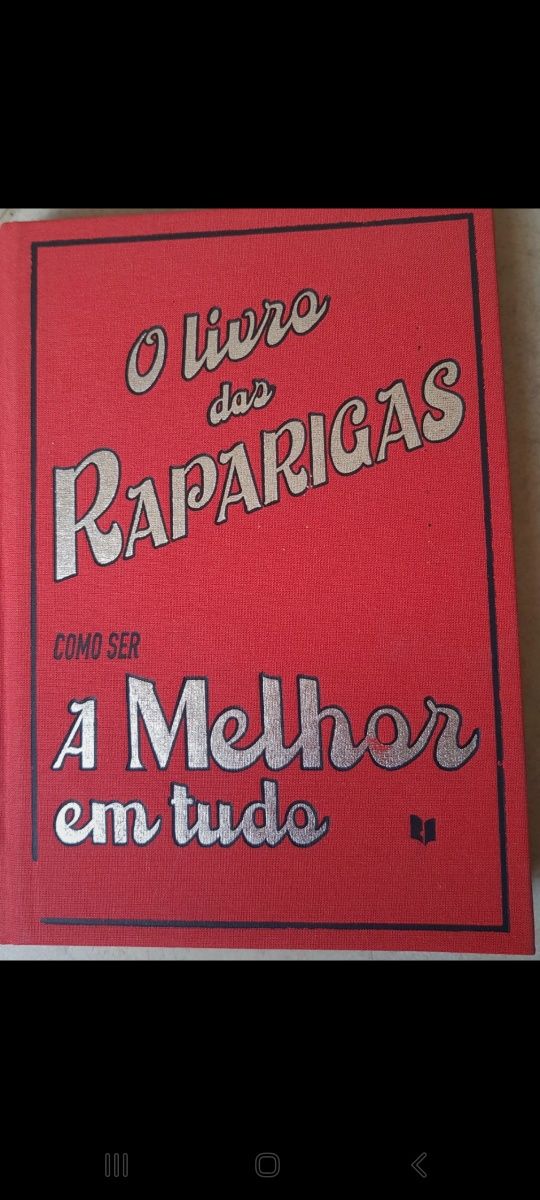 O livro
das
RAPARIGAS
COMO SER
A Melhor
em tudo